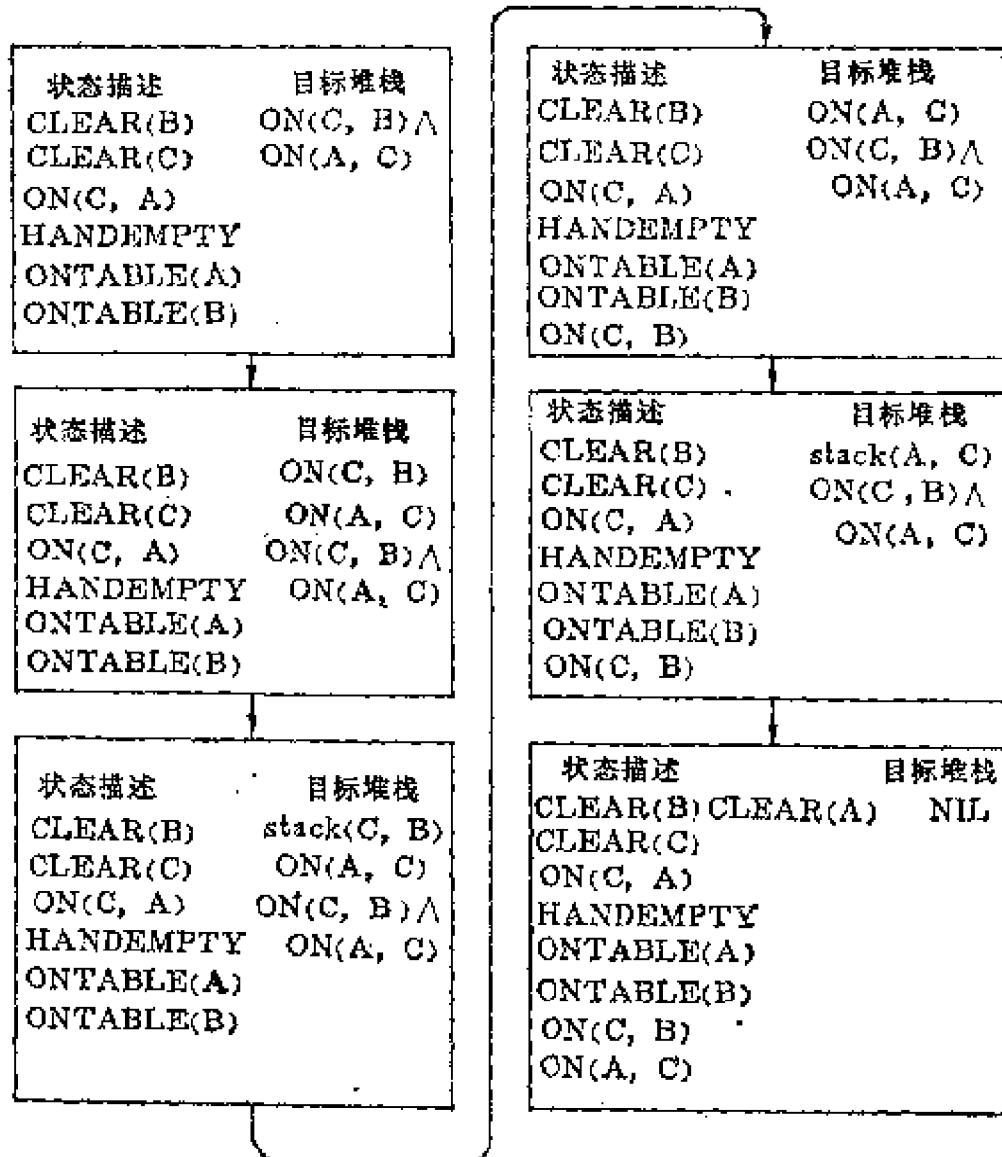 状态描述 目标堆栈
CLEAR(B) ON(C, B)∧
CLEAR(C) ON(A, C)
ON(C, A)
HANDEMPTY
ONTABLE(A)
ONTABLE(B)
状态描述 目标堆栈
CLEAR(B) ON(C, B)
CLEAR(C) ON(A, C)
ON(C, A) ON(C, B)∧
HANDEMPTY ON(A, C)
ONTABLE(A)
ONTABLE(B)
状态描述 目标堆栈
CLEAR(B) stack(C, B)
CLEAR(C) ON(A, C)
ON(C, A) ON(C, B)∧
HANDEMPTY ON(A, C)
ONTABLE(A)
ONTABLE(B)
状态描述 目标堆栈
CLEAR(B) ON(A, C)
CLEAR(C) ON(C, B)∧
ON(C, A) ON(A, C)
HANDEMPTY
ONTABLE(A)
ONTABLE(B)
ON(C, B)
状态描述 目标堆栈
CLEAR(B) stack(A, C)
CLEAR(C) ON(C, B)∧
ON(C, A) ON(A, C)
HANDEMPTY
ONTABLE(A)
ONTABLE(B)
ON(C, B)
状态描述 目标堆栈
CLEAR(B) CLEAR(A) NIL
CLEAR(C)
ON(C, A)
HANDEMPTY
ONTABLE(A)
ONTABLE(B)
ON(C, B)
ON(A, C)